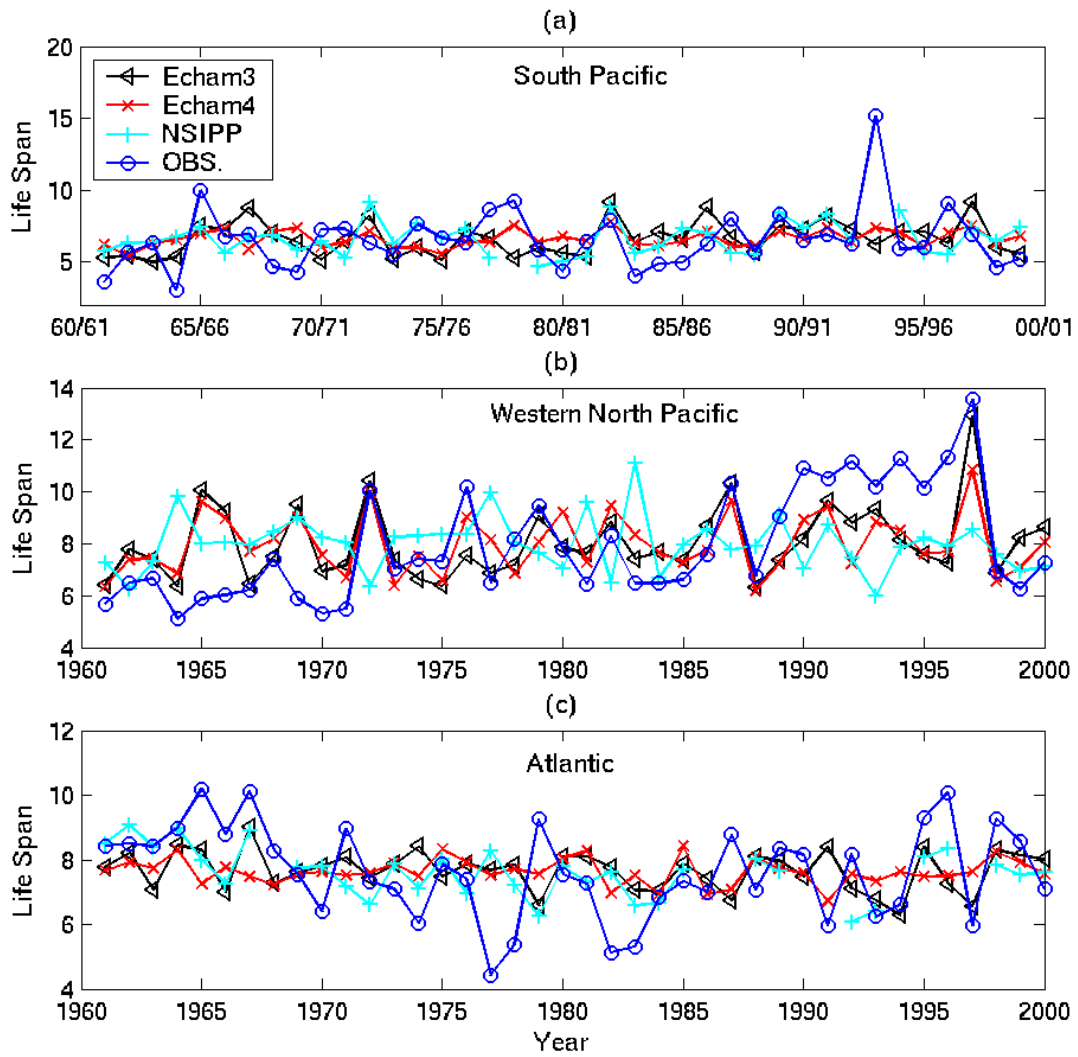 (a)
20
15
10
5
Life Span
South Pacific
Echam3
Echam4
NSIPP
OBS.
60/61 65/66 70/71 75/76 80/81 85/86 90/91 95/96 00/01
(b)
14
12
10
8
6
4
Life Span
Western North Pacific
1960 1965 1970 1975 1980 1985 1990 1995 2000
(c)
12
10
8
6
4
Life Span
Atlantic
1960 1965 1970 1975 1980 1985 1990 1995 2000
Year